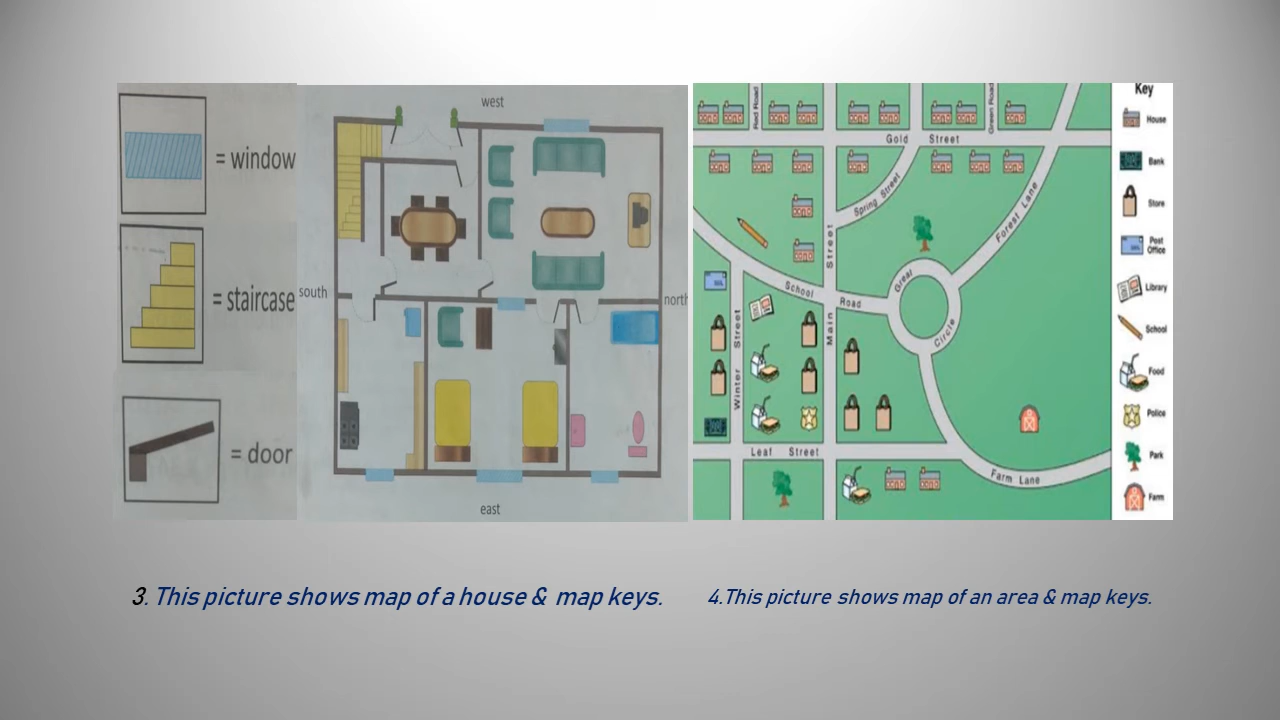 = window
= staircase
= door
west
south
north
east
Red Road
Green Road
Gold Street
Spring Street
Forest Lane
Main Street
School Road
Great Circle
Winter Street
Leaf Street
Farm Lane
Key
House
Bank
Store
Post
Office
Library
School
Food
Police
Park
Farm
3. This picture shows map of a house & map keys.
4.This picture shows map of an area & map keys.